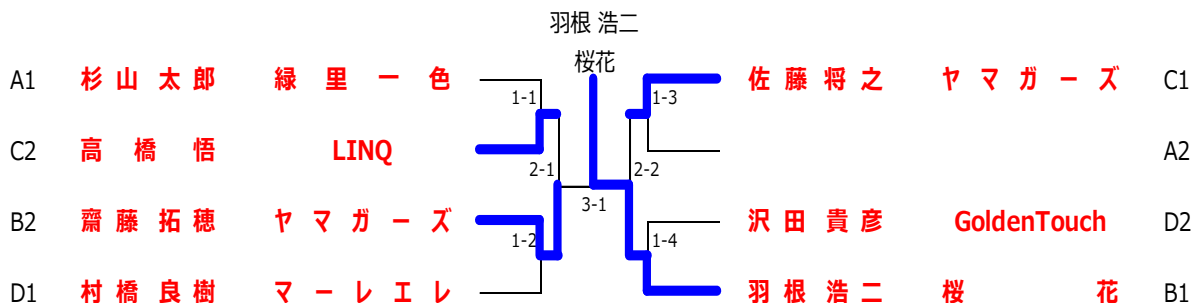 羽根 浩二
桜花
A1 杉山太郎 緑里一色 1-1 1-3 佐藤将之 ヤマガーズ C1
C2 高橋悟 LINQ A2
2-1 2-2
3-1
B2 齋藤拓穂 ヤマガーズ 1-2 1-4 沢田貴彦 GoldenTouch D2
D1 村橋良樹 マーレエレ 羽根浩二 桜花 B1